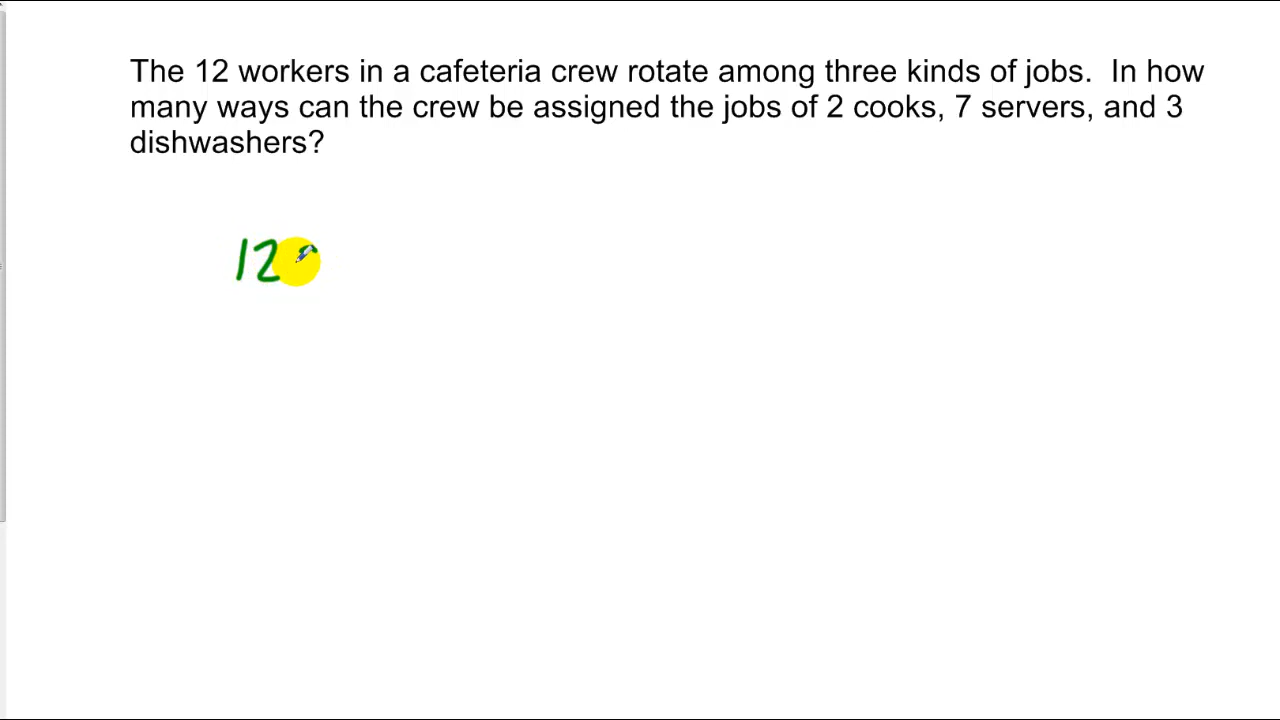 The 12 workers in a cafeteria crew rotate among three kinds of jobs. In how
many ways can the crew be assigned the jobs of 2 cooks, 7 servers, and 3
dishwashers?
12